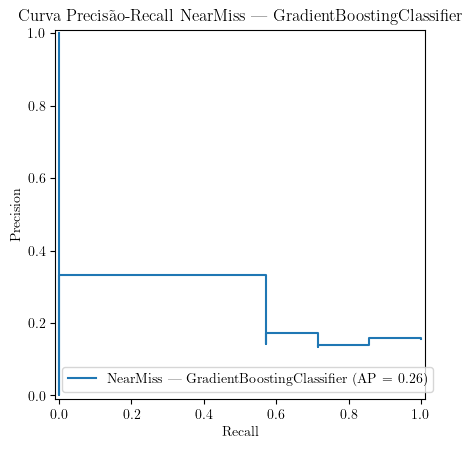 Curva Precisão-Recall NearMiss — GradientBoostingClassifier
1.0
0.8
0.6
0.4
0.2
0.0
Precision
NearMiss — GradientBoostingClassifier (AP = 0.26)
0.0 0.2 0.4 0.6 0.8 1.0
Recall